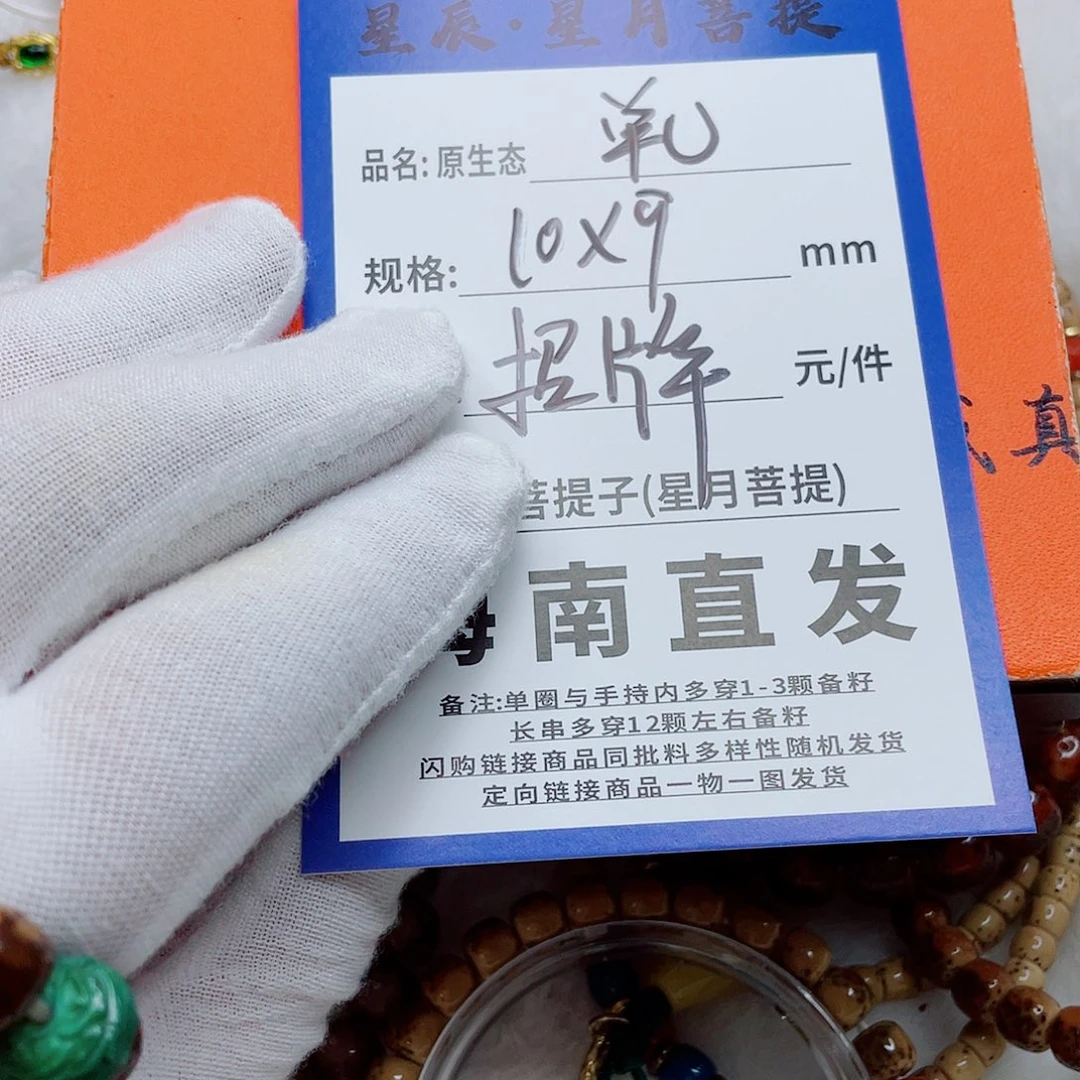 星辰·星月菩提
品名: 原生态
规格: 10X9 mm
招牌 元/件
菩提子(星月菩提)
海南直发
备注:单圈与手持内多穿1-3颗备籽
长串多穿12颗左右备籽
闪购链接商品同批料多样性随机发货
定向链接商品一物一图发货
真